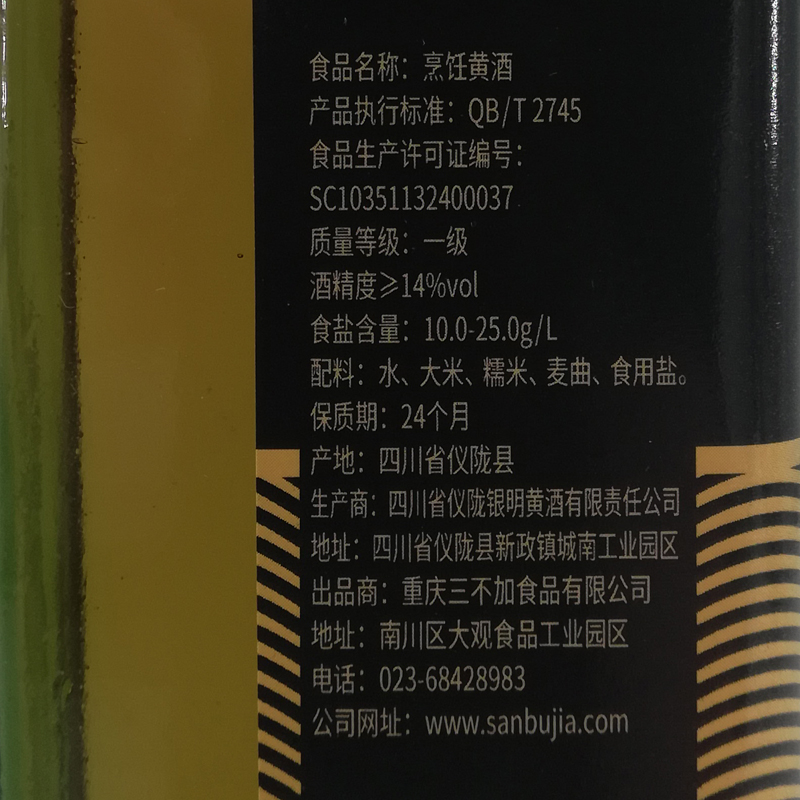 食品名称：烹饪黄酒
产品执行标准：QB/T 2745
食品生产许可证编号：
SC10351132400037
质量等级：一级
酒精度≥14%vol
食盐含量：10.0-25.0g/L
配料：水、大米、糯米、麦曲、食用盐。
保质期：24个月
产地：四川省仪陇县
生产商：四川省仪陇银明黄酒有限责任公司
地址：四川省仪陇县新政镇城南工业园区
出品商：重庆三不加食品有限公司
地址：南川区大观食品工业园区
电话：023-68428983
公司网址：www.sanbujia.com